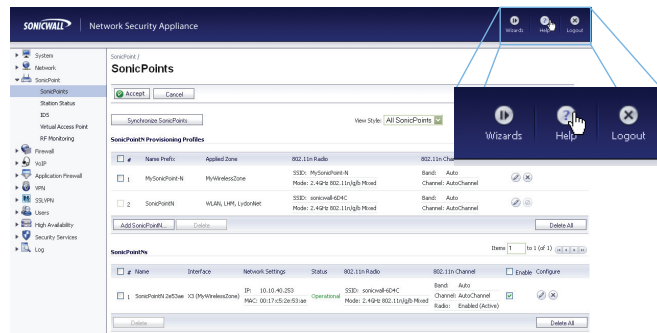 SONICWALL Network Security Appliance
Wizards Help Logout
System
Network
SonicPoint
SonicPoints
Station Status
IDS
Virtual Access Point
RF Monitoring
Firewall
VoIP
Application Firewall
VPN
SSLVPN
Users
High Availability
Security Services
Log
SonicPoint /
SonicPoints
Accept Cancel
Synchronize SonicPoints View Style: All SonicPoints
Wizards Help Logout
SonicPointN Provisioning Profiles
# Name Prefix Applied Zone 802.11n Radio 802.11n Chan
1 MySonicPoint-N MyWirelessZone SSID: MySonicPoint-N Band: Auto
Mode: 2.4GHz 802.11n/g/b Mixed Channel: AutoChannel
2 SonicPointN WLAN, LHM, LydonNet SSID: sonicwall-6D4C Band: Auto
Mode: 2.4GHz 802.11n/g/b Mixed Channel: AutoChannel
Add SonicPointN... Delete Delete All
SonicPointNs Items 1 to 1 (of 1)
# Name Interface Network Settings Status 802.11n Radio 802.11n Channel Enable Configure
1 SonicPointN 2e53ae X3 (MyWirelessZone) IP: 10.10.40.253 Operational SSID: sonicwall-6D4C Band: Auto
MAC: 00:17:c5:2e:53:ae Mode: 2.4GHz 802.11n/g/b Mixed Channel: AutoChannel
Radio: Enabled (Active)
Delete Delete All